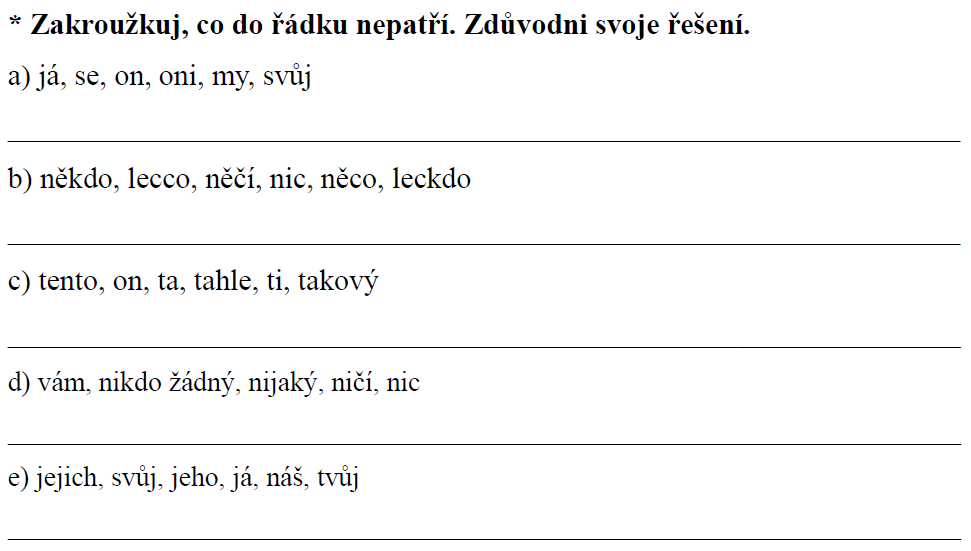 * Zakroužkuj, co do řádku nepatří. Zdůvodni svoje řešení.
a) já, se, on, oni, my, svůj
b) někdo, lecco, něčí, nic, něco, leckdo
c) tento, on, ta, tahle, ti, takový
d) vám, nikdo žádný, nijaký, ničí, nic
e) jejich, svůj, jeho, já, náš, tvůj